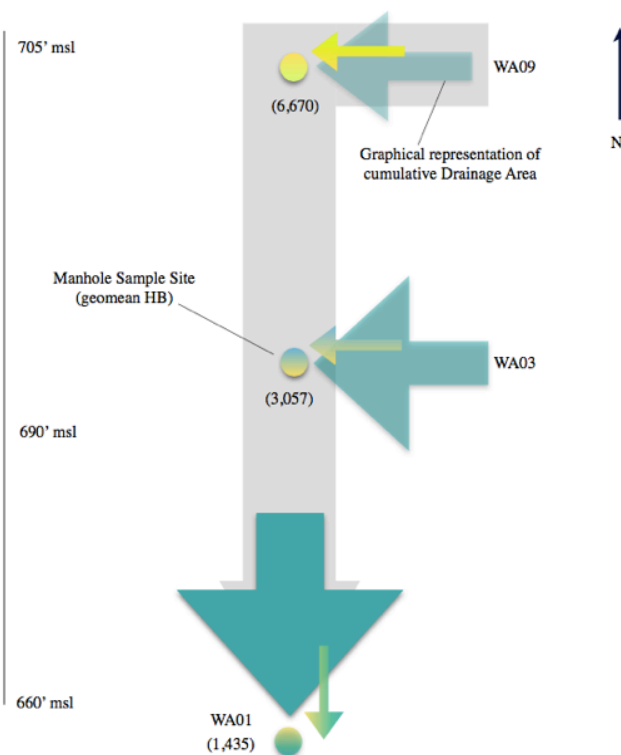 705’ msl
WA09
(6,670)
N
Graphical representation of
cumulative Drainage Area
Manhole Sample Site
(geomean HB)
WA03
(3,057)
690’ msl
660’ msl
WA01
(1,435)